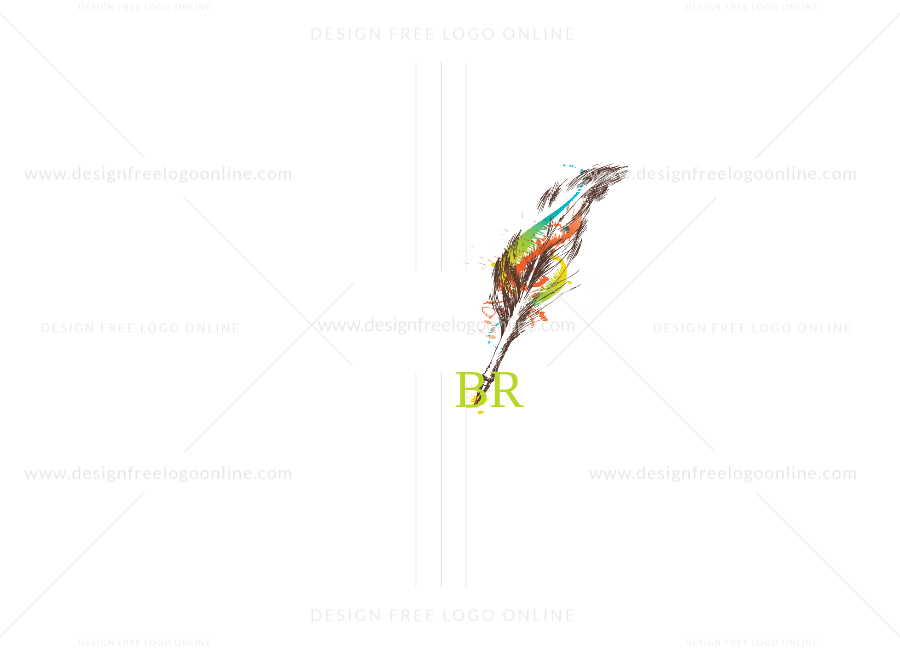 DESIGN FREE LOGO ONLINE DESIGN FREE LOGO ONLINE
DESIGN FREE LOGO ONLINE
www.designfreelogoonline.com www.designfreelogoonline.com
DESIGN FREE LOGO ONLINE www.designfreelogoonline.com DESIGN FREE LOGO ONLINE
BR
www.designfreelogoonline.com www.designfreelogoonline.com
DESIGN FREE LOGO ONLINE
DESIGN FREE LOGO ONLINE DESIGN FREE LOGO ONLINE